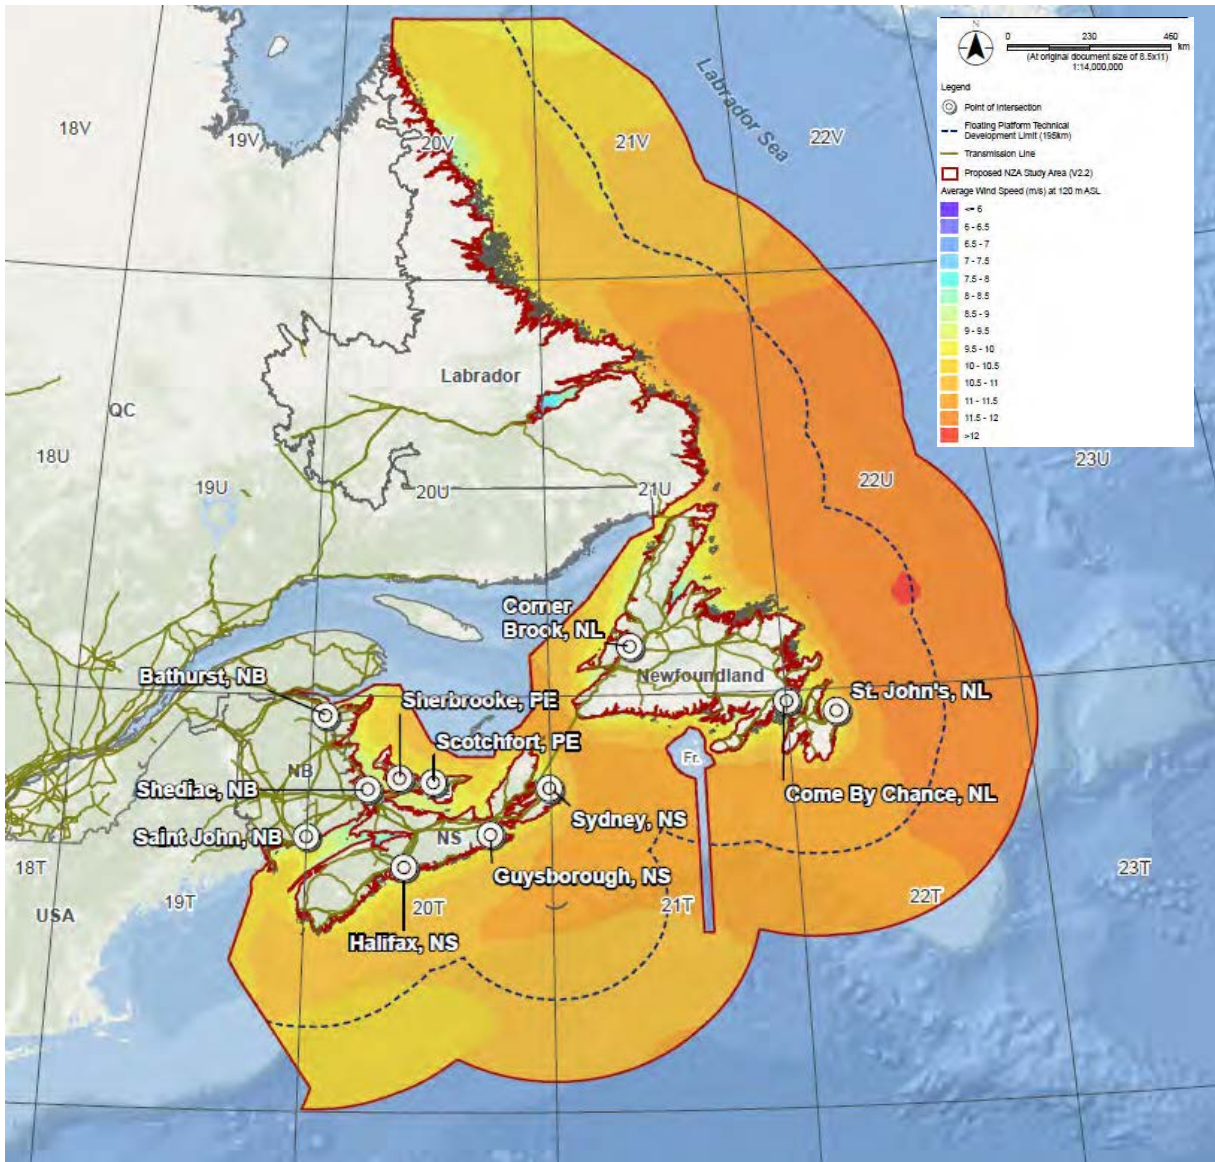 N
0 230 460
km
(At original document size of 8.5x11)
1:14,000,000
Legend
Point of Intersection
Floating Platform Technical
Development Limit (195km)
Transmission Line
Proposed NZA Study Area (V2.2)
Average Wind Speed (m/s) at 120 m ASL
<= 6
6 - 6.5
6.5 - 7
7 - 7.5
7.5 - 8
8 - 8.5
8.5 - 9
9 - 9.5
9.5 - 10
10 - 10.5
10.5 - 11
11 - 11.5
11.5 - 12
>12
Labrador Sea
18V
19V
20V
21V
22V
Labrador
QC
18U
19U
20U
21U
22U
23U
Corner
Brook, NL
Newfoundland
Bathurst, NB
Sherbrooke, PE
St. John's, NL
Scotchfort, PE
Fr.
NB
Shediac, NB
Come By Chance, NL
Sydney, NS
Saint John, NB
NS
Guysborough, NS
18T
19T
20T
21T
22T
23T
USA
Halifax, NS